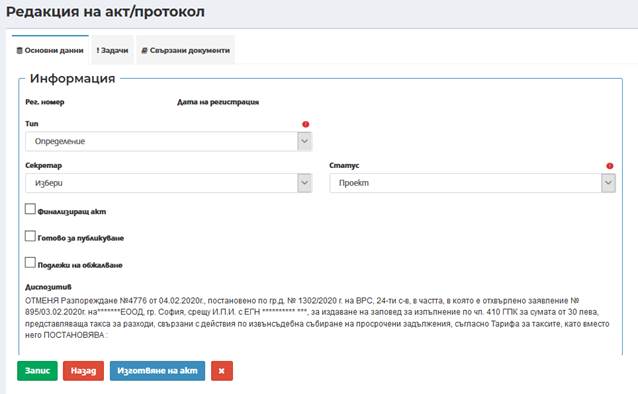 Редакция на акт/протокол
Основни данни ! Задачи Свързани документи
Информация
Рег. номер Дата на регистрация
Тип
Определение
Секретар Статус
Избери Проект
Финализиращ акт
Готово за публикуване
Подлежи на обжалване
Диспозитив
ОТМЕНЯ Разпореждане №4776 от 04.02.2020г., постановено по гр.д. № 1302/2020 г. на ВРС, 24-ти с-в, в частта, в която е отхвърлено заявление №
895/03.02.2020г. на*******ЕООД, гр. София, срещу И.П.И. с ЕГН ********** ***, за издаване на заповед за изпълнение по чл. 410 ГПК за сумата от 30 лева,
представляваща такса за разходи, свързани с действия по извънсъдебна събиране на просрочени задължения, съгласно Тарифа за таксите, като вместо
него ПОСТАНОВЯВА :
Запис Назад Изготвяне на акт ×